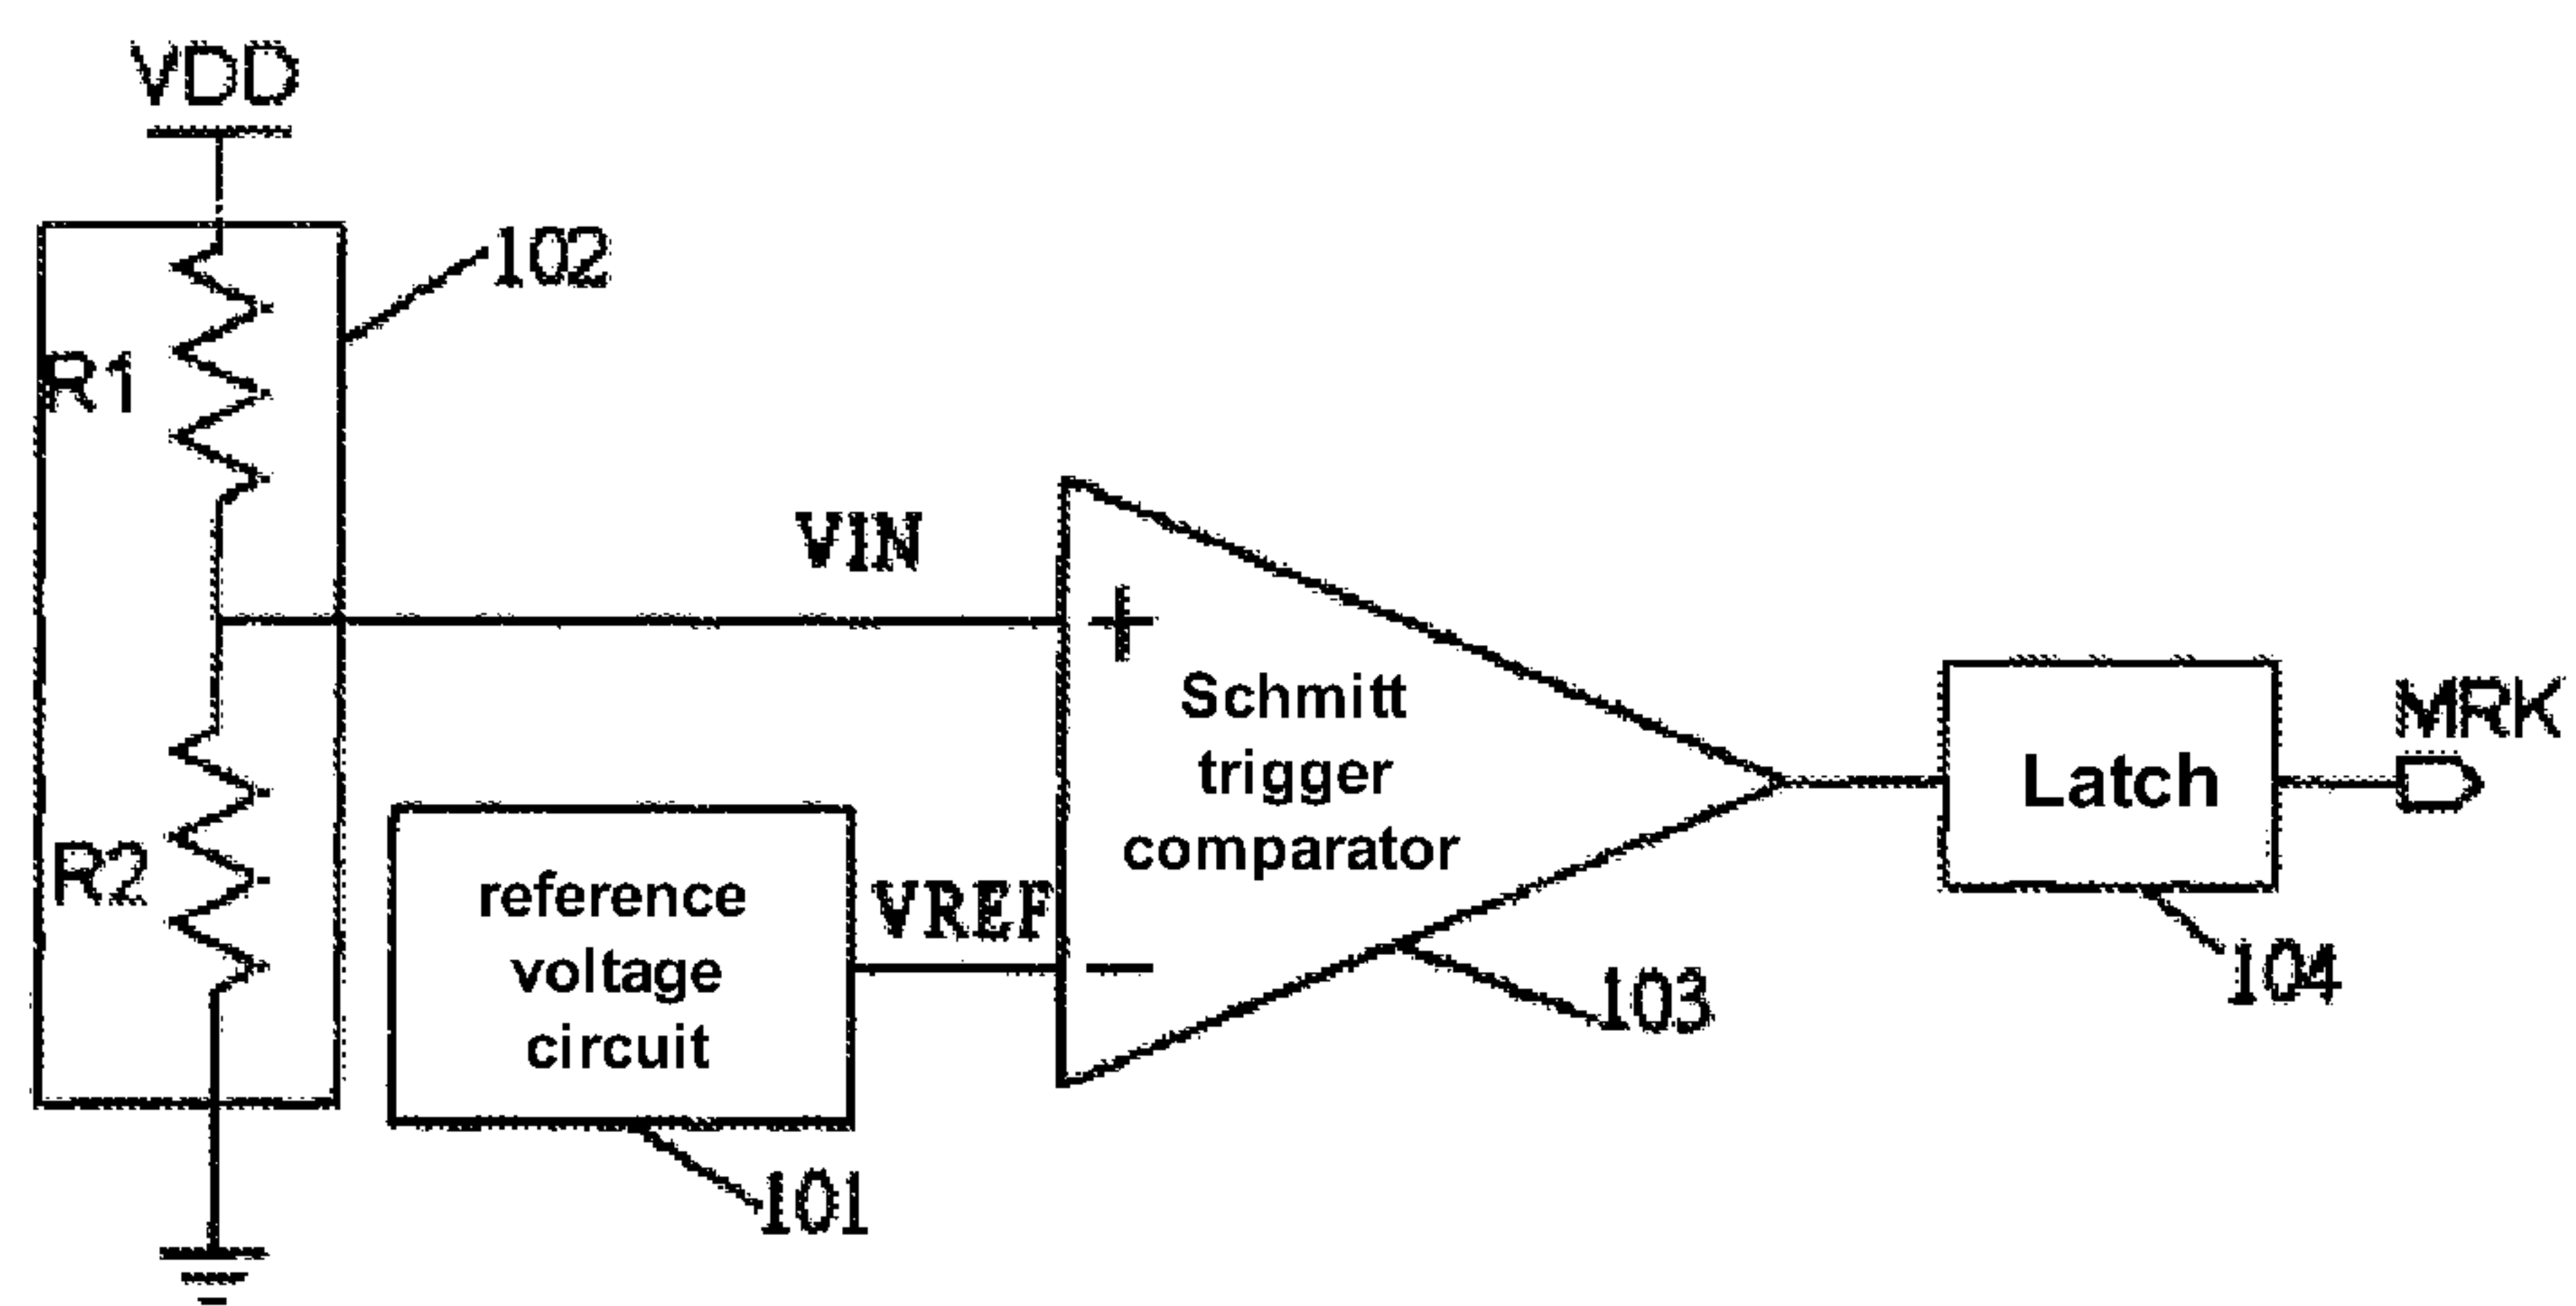 VDD
102
R1
VIN
+
Schmitt
trigger
comparator
MRK
Latch
R2
reference
voltage
circuit
VREF
−
103
104
101